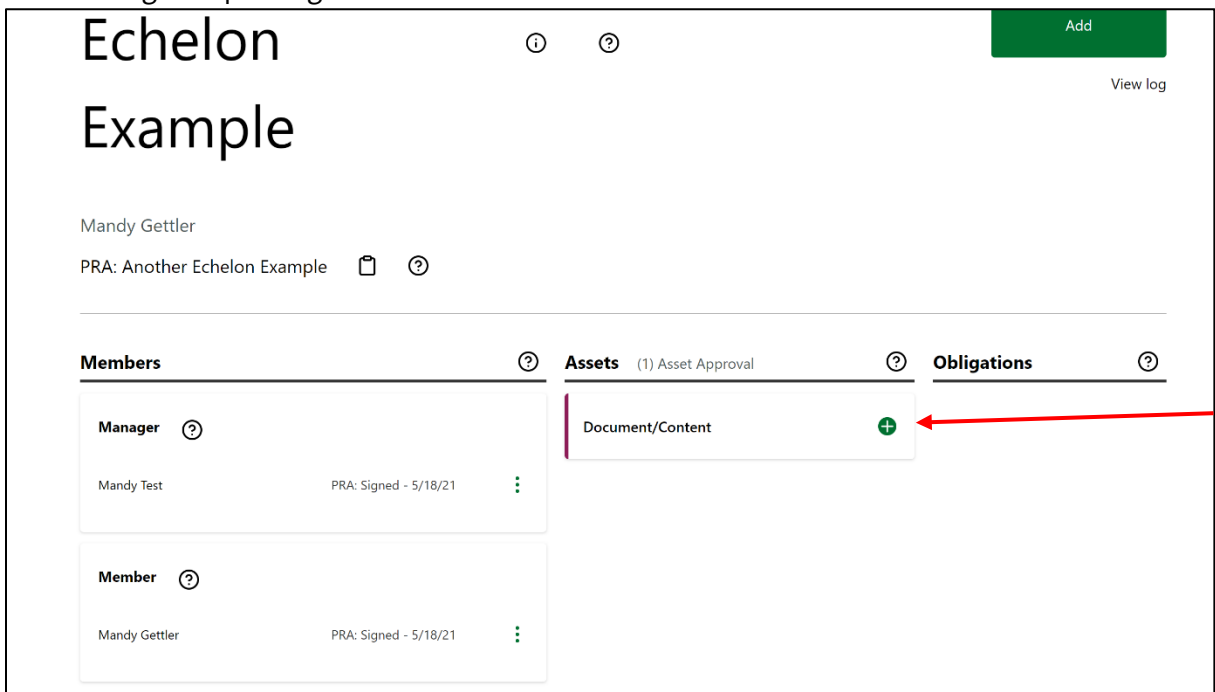 Echelon
Example
Add
View log
Mandy Gettler
PRA: Another Echelon Example
Members
Assets (1) Asset Approval
Obligations
Manager
Document/Content
Mandy Test PRA: Signed - 5/18/21
Member
Mandy Gettler PRA: Signed - 5/18/21